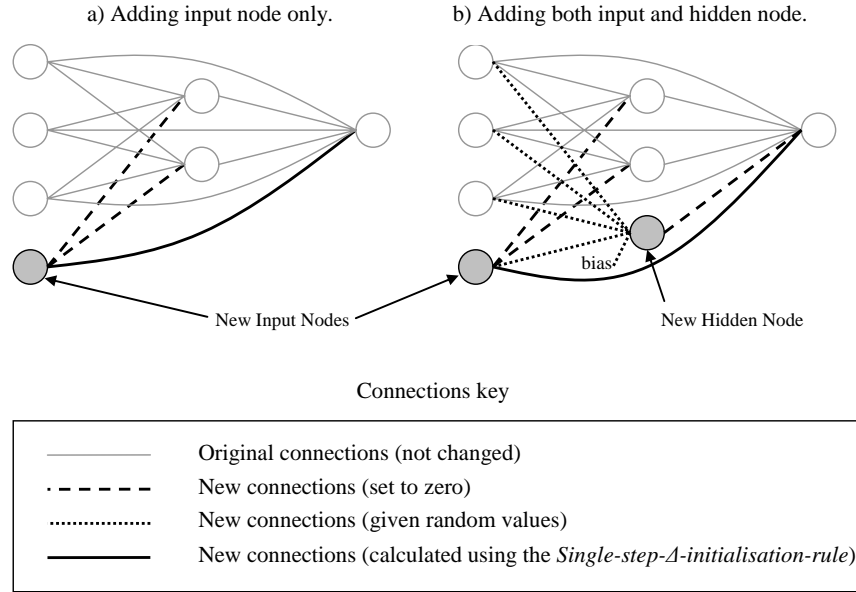 a) Adding input node only.
b) Adding both input and hidden node.
bias
New Input Nodes
New Hidden Node
Connections key
Original connections (not changed)
New connections (set to zero)
New connections (given random values)
New connections (calculated using the Single-step-Δ-initialisation-rule)